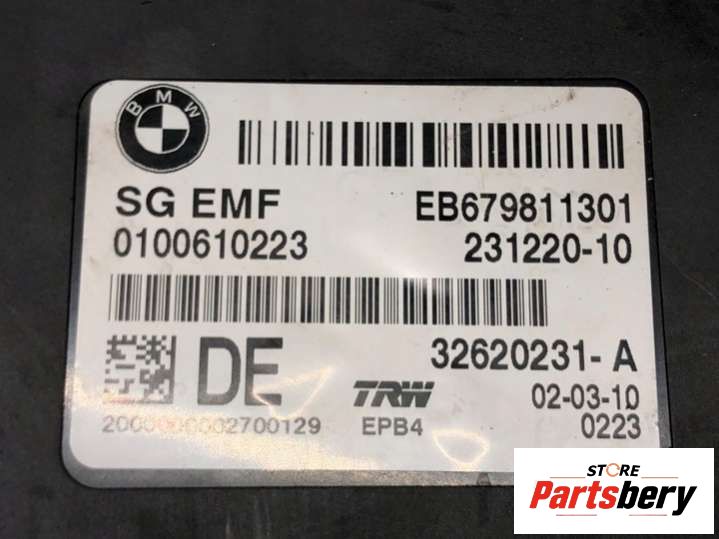 BMW
SG EMF EB679811301
0100610223 231220-10
DE 32620231- A
TRW 02-03-10
EPB4 0223
STORE
Partsbery